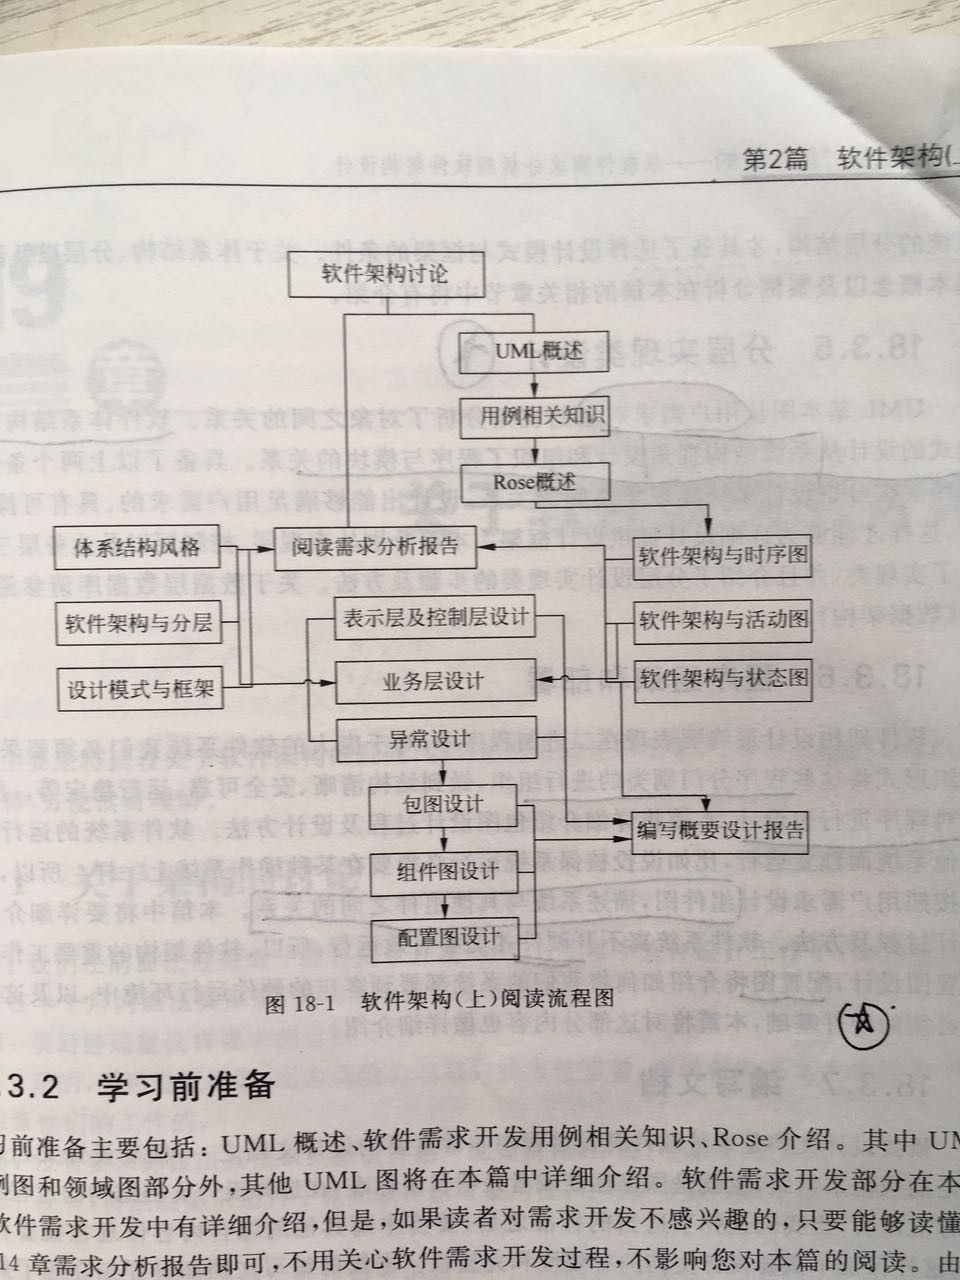 第2篇 软件架构(
软件架构讨论
UML概述
用例相关知识
Rose概述
体系结构风格
阅读需求分析报告
软件架构与时序图
软件架构与分层
表示层及控制层设计
软件架构与活动图
设计模式与框架
业务层设计
软件架构与状态图
异常设计
包图设计
编写概要设计报告
组件图设计
配置图设计
图 18-1 软件架构(上)阅读流程图
.3.2 学习前准备
前准备主要包括：UML 概述、软件需求开发用例相关知识、Rose 介绍。其中 UM
例图和领域图部分外,其他 UML 图将在本篇中详细介绍。软件需求开发部分在本
软件需求开发中有详细介绍,但是,如果读者对需求开发不感兴趣的,只要能够读懂
14 章需求分析报告即可,不用关心软件需求开发过程,不影响您对本篇的阅读。由